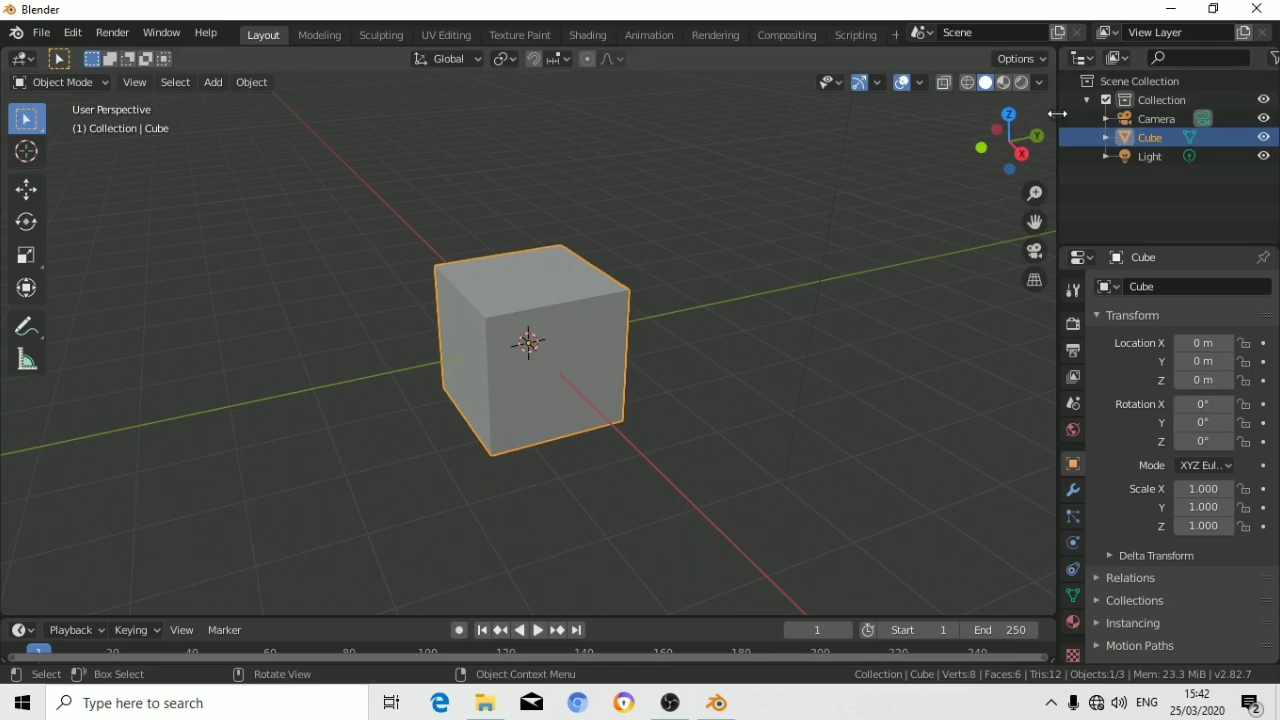 Blender
File Edit Render Window Help Layout Modeling Sculpting UV Editing Texture Paint Shading Animation Rendering Compositing Scripting + Scene View Layer
Global Options
Object Mode View Select Add Object
User Perspective
(1) Collection | Cube
Z
Y
X
Scene Collection
Collection
Camera
Cube
Light
Cube
Cube
Transform
Location X 0 m
Y 0 m
Z 0 m
Rotation X 0°
Y 0°
Z 0°
Mode XYZ Eul..
Scale X 1.000
Y 1.000
Z 1.000
Delta Transform
Relations
Collections
Instancing
Motion Paths
Playback Keying View Marker 1 Start 1 End 250
1 20 40 60 80 100 120 140 160 180 200 220 240
Select Box Select Rotate View Object Context Menu Collection | Cube | Verts:8 | Faces:6 | Tris:12 | Objects:1/3 | Mem: 23.3 MiB | v2.82.7
Type here to search
ENG
15:42
25/03/2020
2